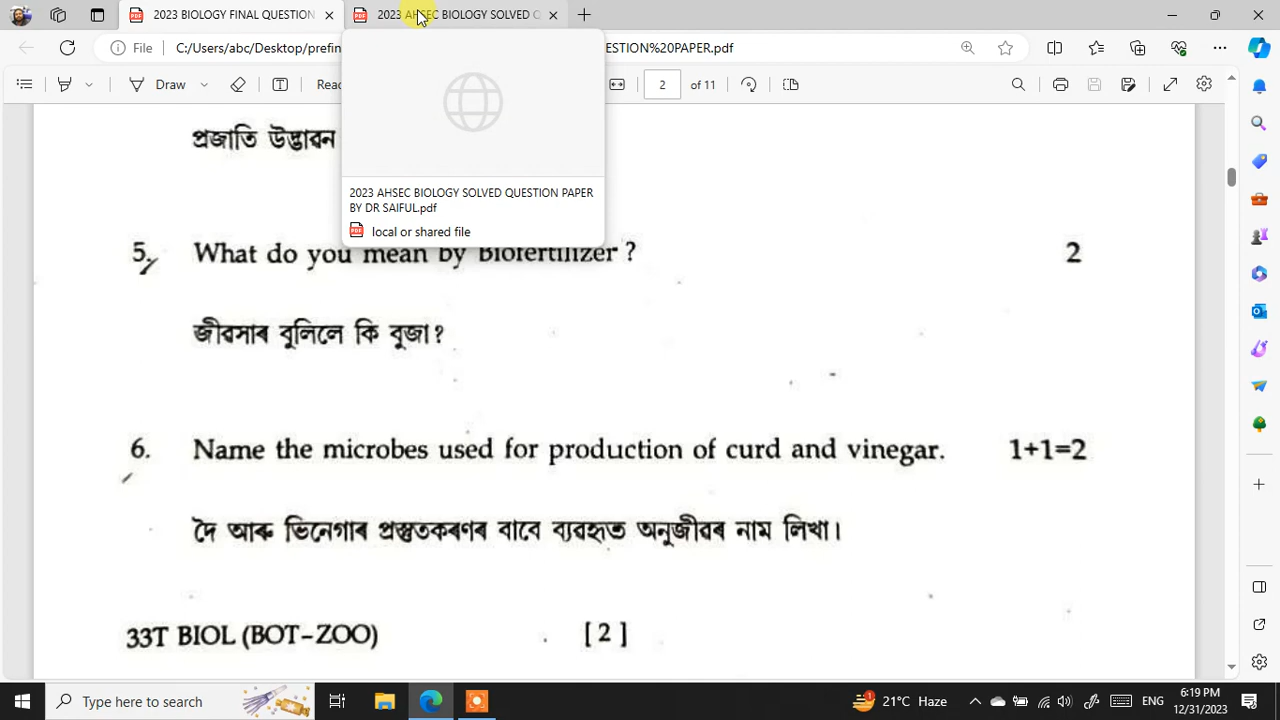 2023 BIOLOGY FINAL QUESTION
2023 AHSEC BIOLOGY SOLVED Q
File
C:/Users/abc/Desktop/prefin
ESTION%20PAPER.pdf
Draw
Read
2
of 11
2023 AHSEC BIOLOGY SOLVED QUESTION PAPER
BY DR SAIFUL.pdf
local or shared file
প্ৰজাতি উদ্ভাৱন
5. What do you mean by Biofertilizer ? 2
জীৱসাৰ বুলিলে কি বুজা?
6. Name the microbes used for production of curd and vinegar. 1+1=2
দৈ আৰু ভিনেগাৰ প্ৰস্তুতকৰণৰ বাবে ব্যৱহৃত অনুজীৱৰ নাম লিখা।
33T BIOL (BOT-ZOO) [ 2 ]
Type here to search
1
21°C Haze
ENG
6:19 PM
12/31/2023